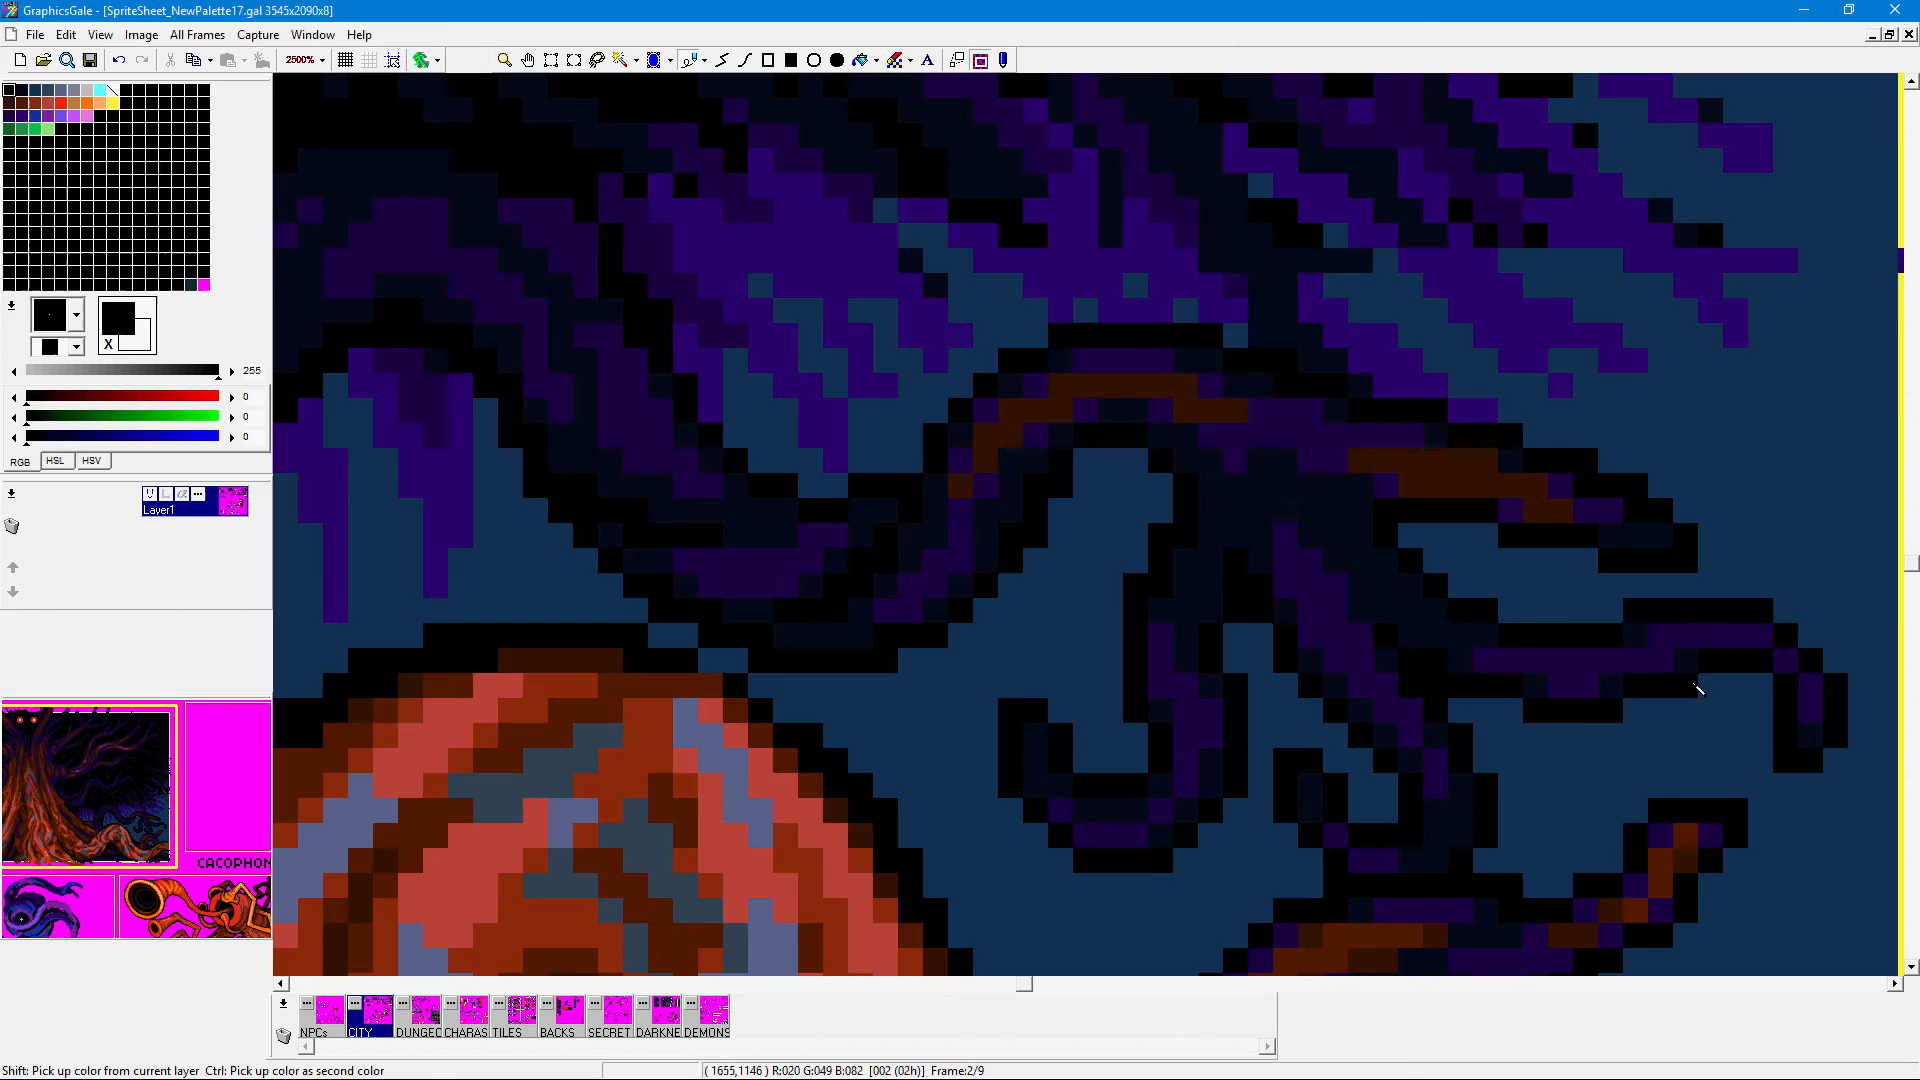 GraphicsGale - [SpriteSheet_NewPalette17.gal 3545x2090x8]
File Edit View Image All Frames Capture Window Help
2500%
A
X
255
0
0
0
RGB HSL HSV
Layer1
CACOPHON
NPCs CITY DUNGEC CHARAS TILES BACKS SECRET DARKNE DEMONS
Shift: Pick up color from current layer Ctrl: Pick up color as second color
( 1655,1146 ) R:020 G:049 B:082 [002 (02h)] Frame:2/9